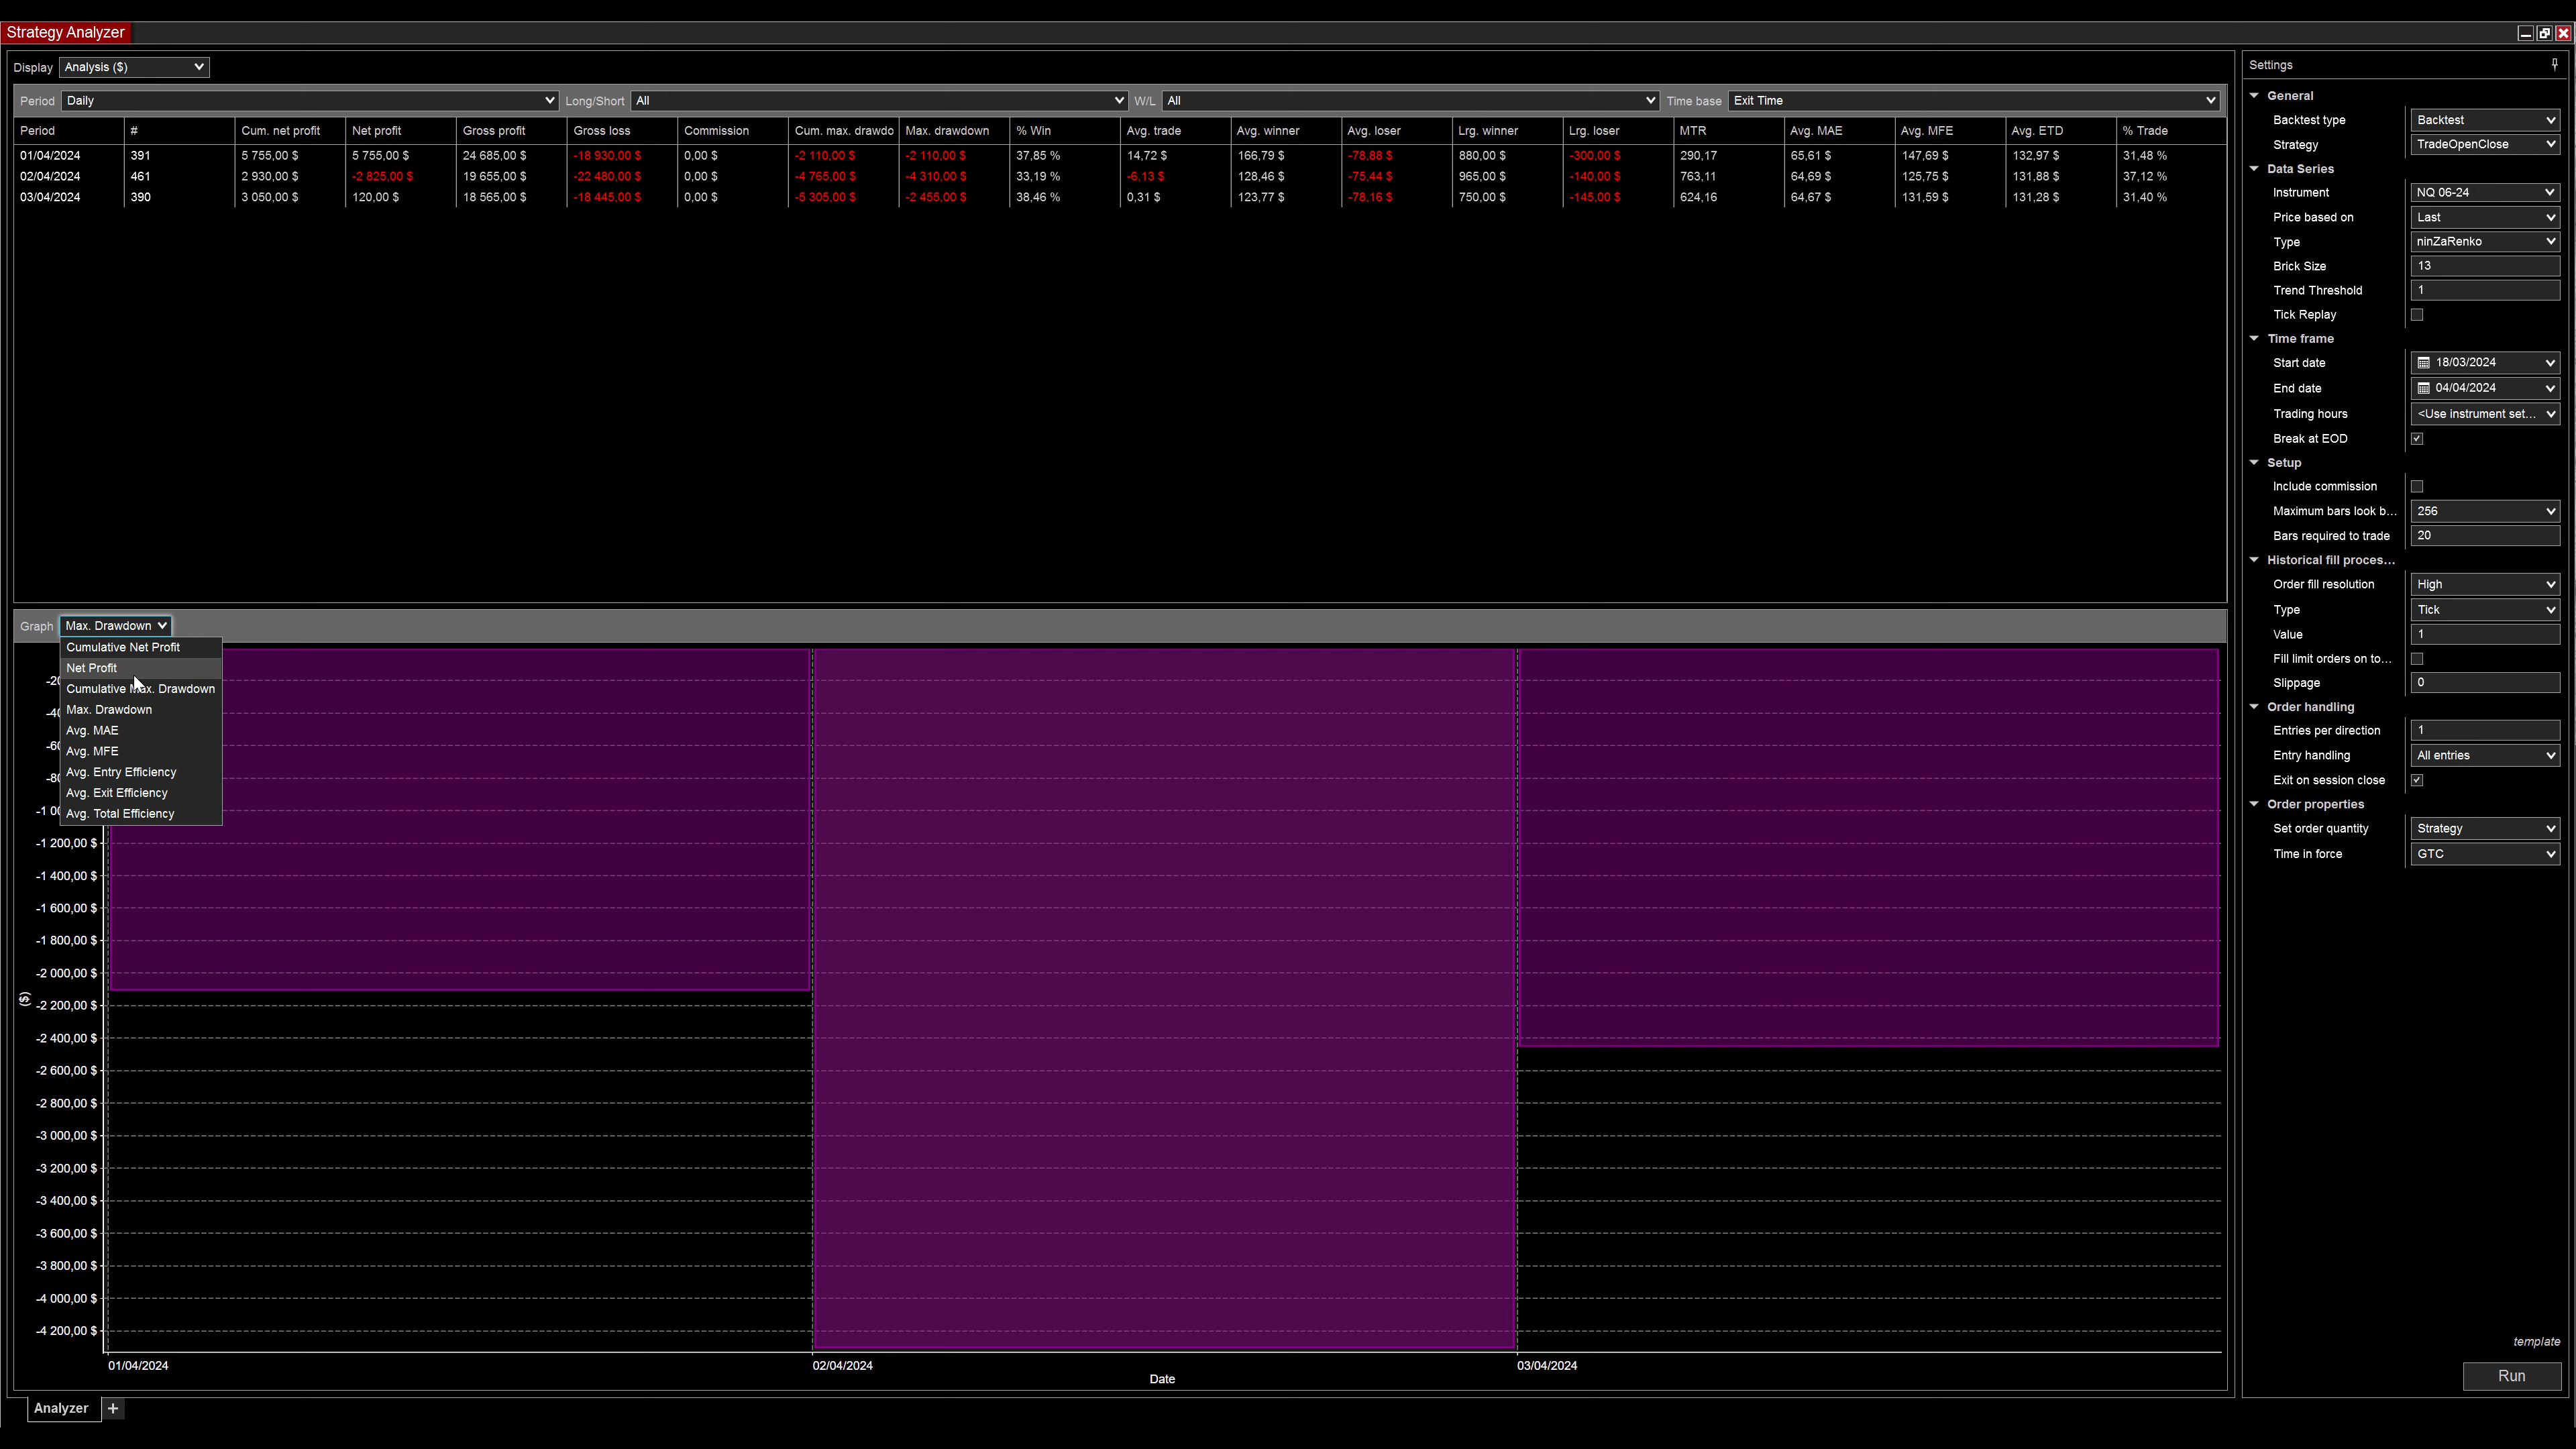 Strategy Analyzer
Display Analysis ($)
Period Daily Long/Short All W/L All Time base Exit Time
Period # Cum. net profit Net profit Gross profit Gross loss Commission Cum. max. drawdo Max. drawdown % Win Avg. trade Avg. winner Avg. loser Lrg. winner Lrg. loser MTR Avg. MAE Avg. MFE Avg. ETD % Trade
01/04/2024 391 5 755,00 $ 5 755,00 $ 24 685,00 $ -18 930,00 $ 0,00 $ -2 110,00 $ -2 110,00 $ 37,85 % 14,72 $ 166,79 $ -78,88 $ 880,00 $ -300,00 $ 290,17 65,61 $ 147,69 $ 132,97 $ 31,48 %
02/04/2024 461 2 930,00 $ -2 825,00 $ 19 655,00 $ -22 480,00 $ 0,00 $ -4 765,00 $ -4 310,00 $ 33,19 % -6,13 $ 128,46 $ -75,44 $ 965,00 $ -140,00 $ 763,11 64,69 $ 125,75 $ 131,88 $ 37,12 %
03/04/2024 390 3 050,00 $ 120,00 $ 18 565,00 $ -18 445,00 $ 0,00 $ -5 305,00 $ -2 455,00 $ 38,46 % 0,31 $ 123,77 $ -78,16 $ 750,00 $ -145,00 $ 624,16 64,67 $ 131,59 $ 131,28 $ 31,40 %
Graph Max. Drawdown
Cumulative Net Profit
Net Profit
Cumulative Max. Drawdown
Max. Drawdown
Avg. MAE
Avg. MFE
Avg. Entry Efficiency
Avg. Exit Efficiency
Avg. Total Efficiency
-1 200,00 $
-1 400,00 $
-1 600,00 $
-1 800,00 $
-2 000,00 $
-2 200,00 $
-2 400,00 $
-2 600,00 $
-2 800,00 $
-3 000,00 $
-3 200,00 $
-3 400,00 $
-3 600,00 $
-3 800,00 $
-4 000,00 $
-4 200,00 $
($)
01/04/2024 02/04/2024 03/04/2024
Date
Analyzer +
Settings
General
Backtest type Backtest
Strategy TradeOpenClose
Data Series
Instrument NQ 06-24
Price based on Last
Type ninZaRenko
Brick Size 13
Trend Threshold 1
Tick Replay
Time frame
Start date 18/03/2024
End date 04/04/2024
Trading hours <Use instrument set...
Break at EOD
Setup
Include commission
Maximum bars look b... 256
Bars required to trade 20
Historical fill proces...
Order fill resolution High
Type Tick
Value 1
Fill limit orders on to...
Slippage 0
Order handling
Entries per direction 1
Entry handling All entries
Exit on session close
Order properties
Set order quantity Strategy
Time in force GTC
template
Run